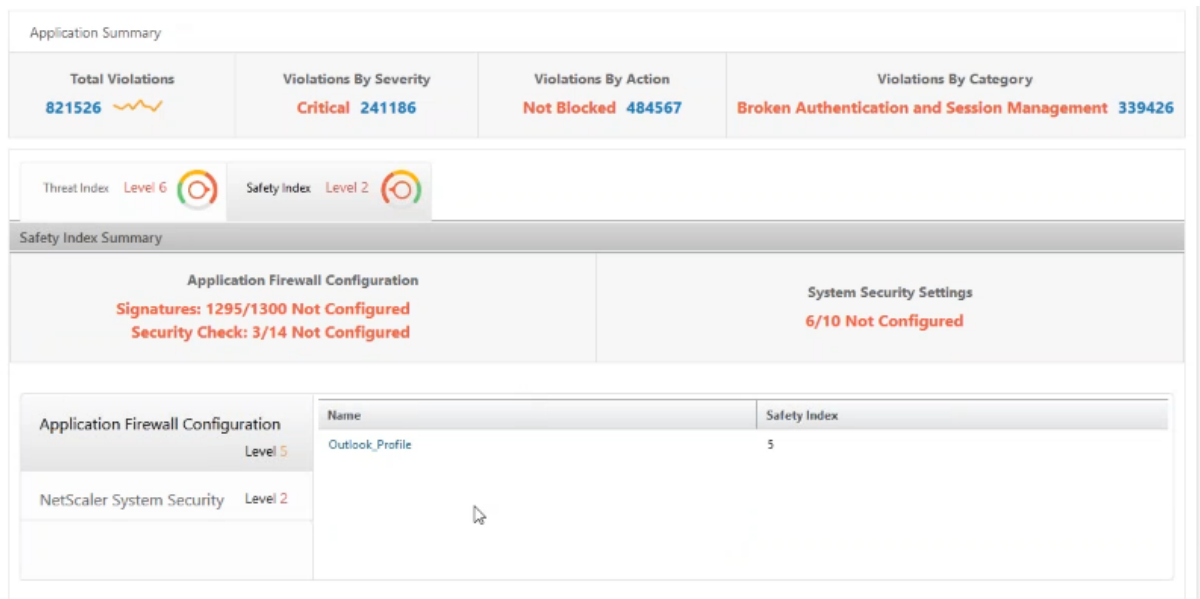 Application Summary
Total Violations
821526
Violations By Severity
Critical 241186
Violations By Action
Not Blocked 484567
Violations By Category
Broken Authentication and Session Management 339426
Threat Index Level 6
Safety Index Level 2
Safety Index Summary
Application Firewall Configuration
Signatures: 1295/1300 Not Configured
Security Check: 3/14 Not Configured
System Security Settings
6/10 Not Configured
Application Firewall Configuration
Level 5
NetScaler System Security Level 2
Name Safety Index
Outlook_Profile 5